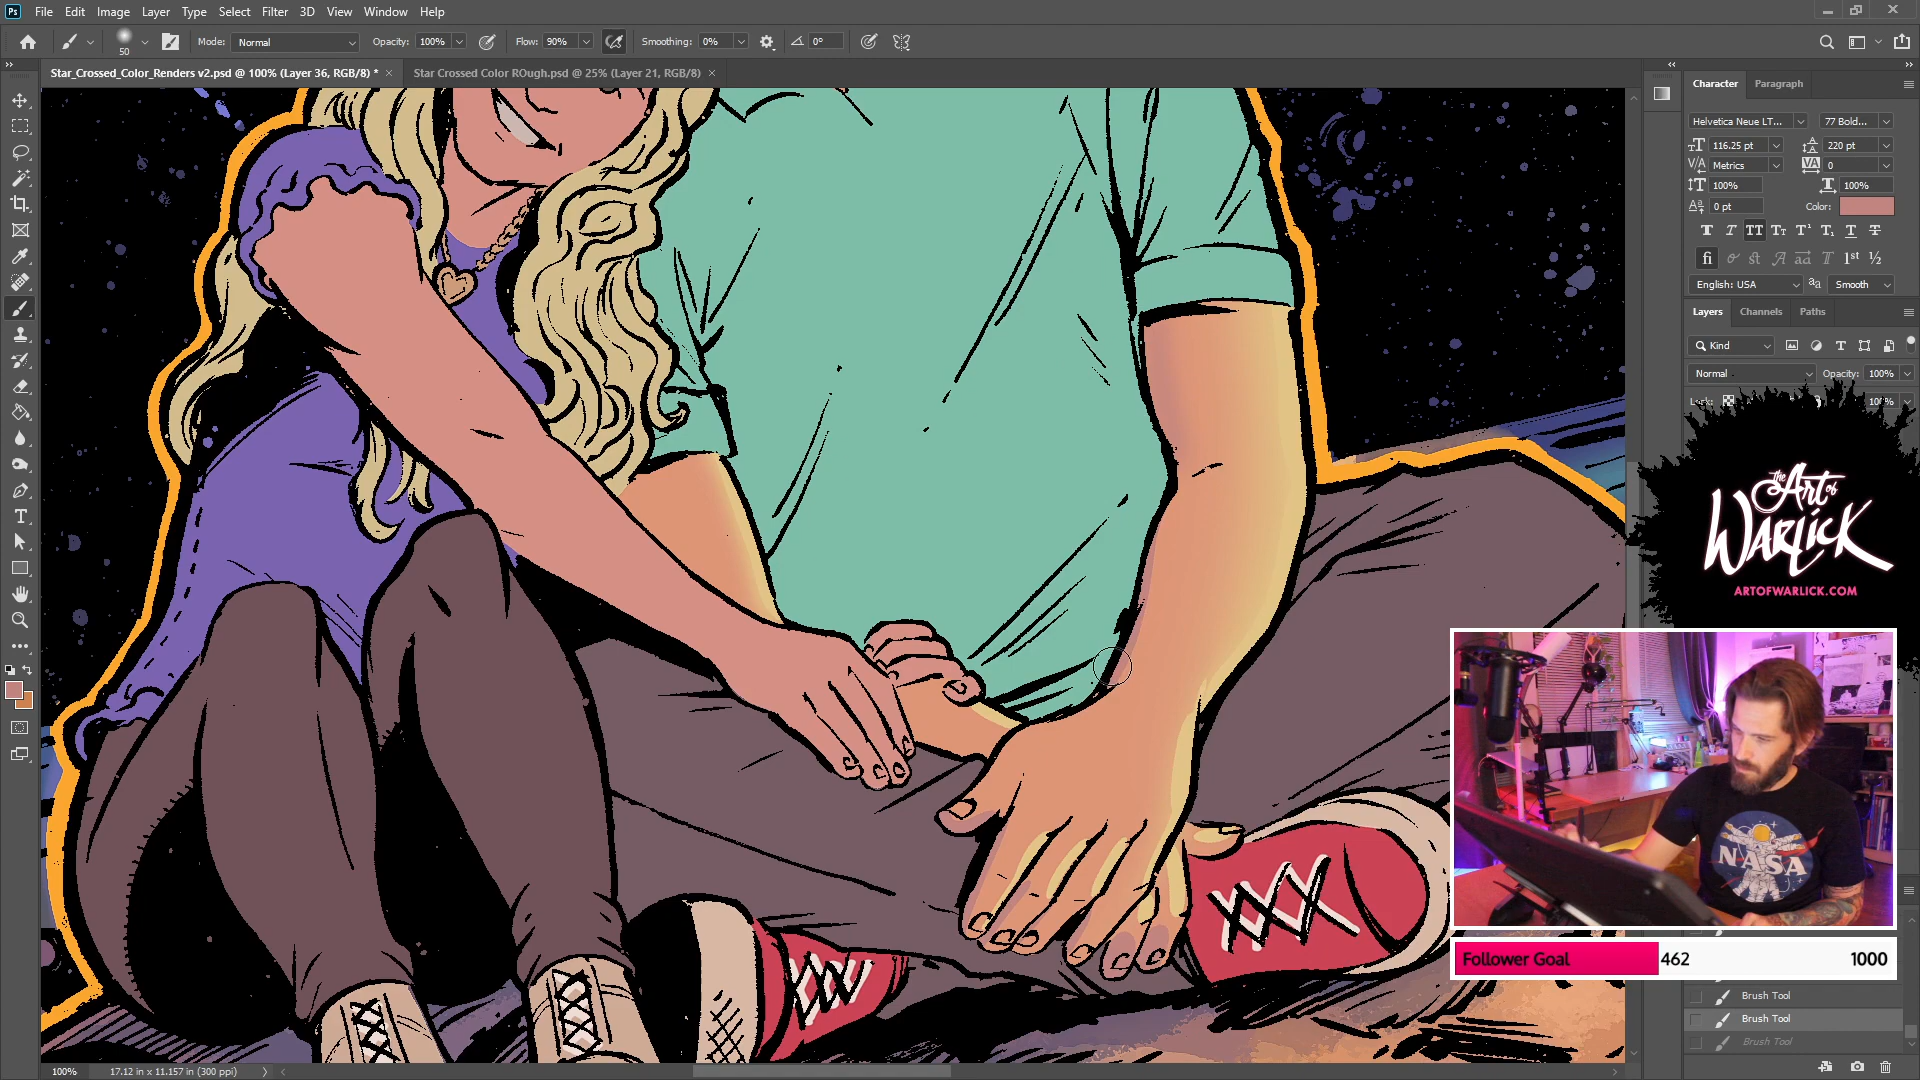 Ps File Edit Image Layer Type Select Filter 3D View Window Help
50 Mode: Normal Opacity: 100% Flow: 90% Smoothing: 0% 0°
Star_Crossed_Color_Renders v2.psd @ 100% (Layer 36, RGB/8) * × Star Crossed Color ROugh.psd @ 25% (Layer 21, RGB/8) ×
Character Paragraph
Helvetica Neue LT... 77 Bold...
116.25 pt 220 pt
Metrics 0
100% 100%
0 pt Color:
English: USA Smooth
Layers Channels Paths
Kind
Normal Opacity: 100%
Lock: 100%
the Art of
Warlick
ARTOFWARLICK.COM
NASA
Follower Goal 462 1000
Brush Tool
Brush Tool
Brush Tool
100% 17.12 in x 11.157 in (300 ppi)